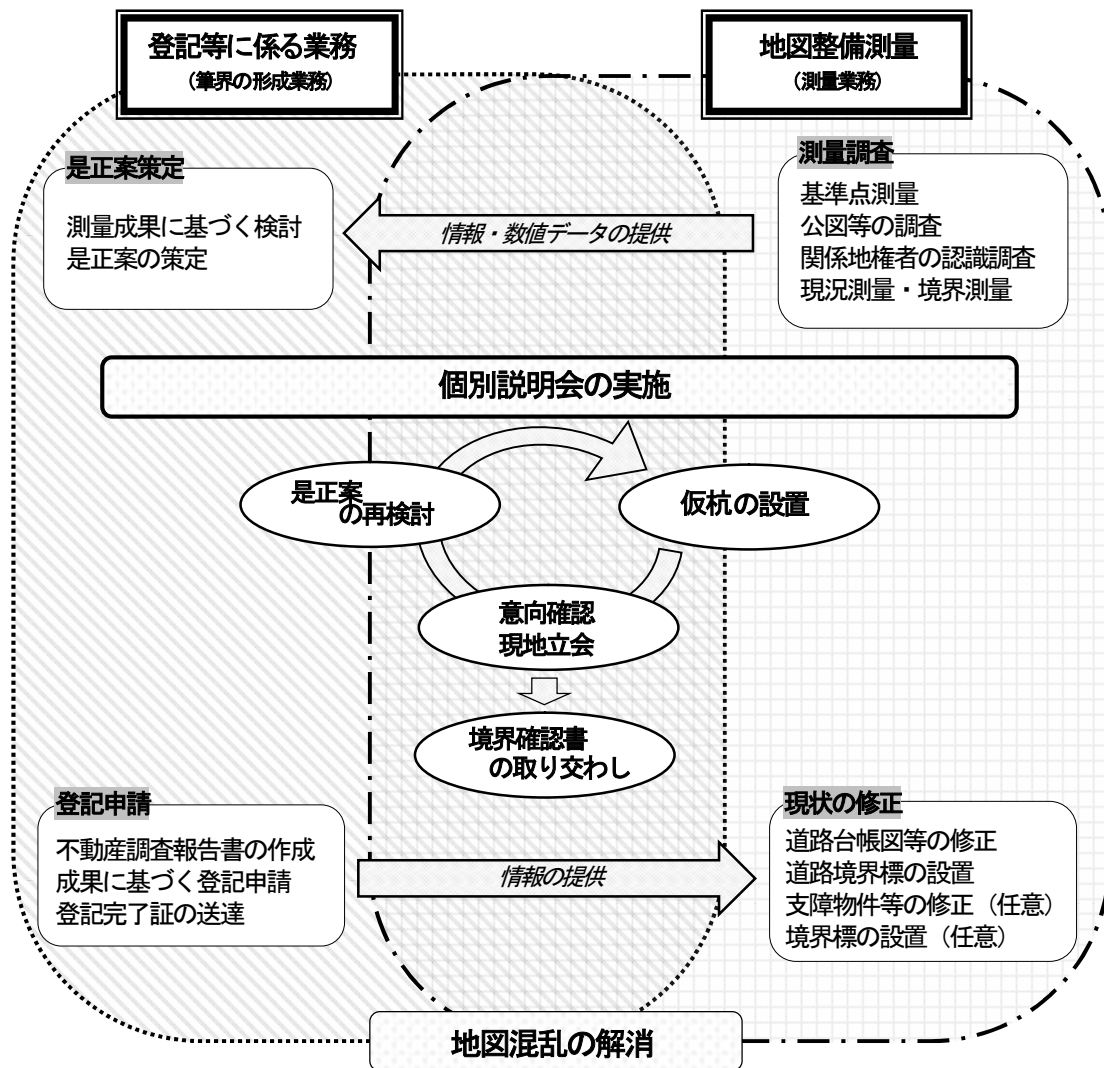 登記等に係る業務
（筆界の形成業務）
地図整備測量
（測量業務）
是正案策定
測量成果に基づく検討
是正案の策定
情報・数値データの提供
測量調査
基準点測量
公図等の調査
関係地権者の認識調査
現況測量・境界測量
個別説明会の実施
是正案
の再検討
仮杭の設置
意向確認
現地立会
境界確認書
の取り交わし
登記申請
不動産調査報告書の作成
成果に基づく登記申請
登記完了証の送達
情報の提供
現状の修正
道路台帳図等の修正
道路境界標の設置
支障物件等の修正（任意）
境界標の設置（任意）
地図混乱の解消